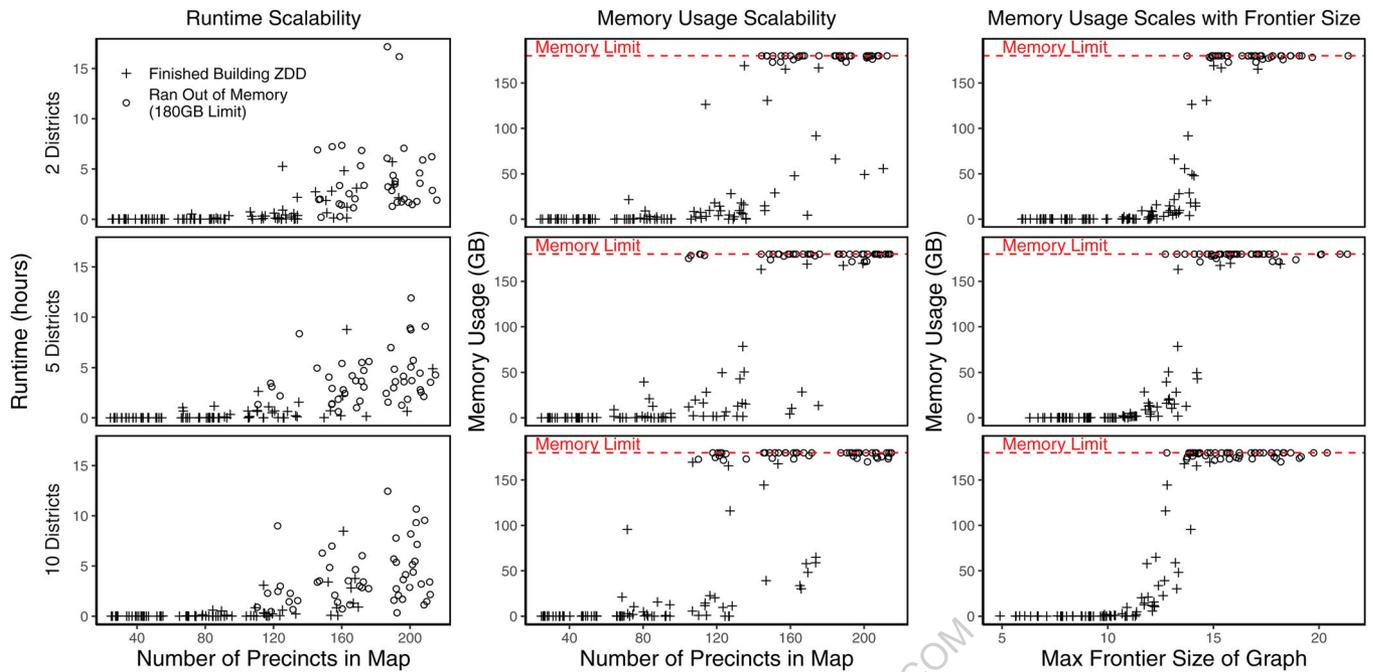 Runtime Scalability
Memory Usage Scalability
Memory Usage Scales with Frontier Size
Runtime (hours)
2 Districts
5 Districts
10 Districts
Finished Building ZDD
Ran Out of Memory
(180GB Limit)
15
10
5
0
15
10
5
0
15
10
5
0
40
80
120
160
200
Number of Precincts in Map
Memory Usage (GB)
Memory Limit
150
100
50
0
Memory Limit
150
100
50
0
Memory Limit
150
100
50
0
40
80
120
160
200
Number of Precincts in Map
Memory Usage (GB)
Memory Limit
150
100
50
0
Memory Limit
150
100
50
0
Memory Limit
150
100
50
0
5
10
15
20
Max Frontier Size of Graph
.COM